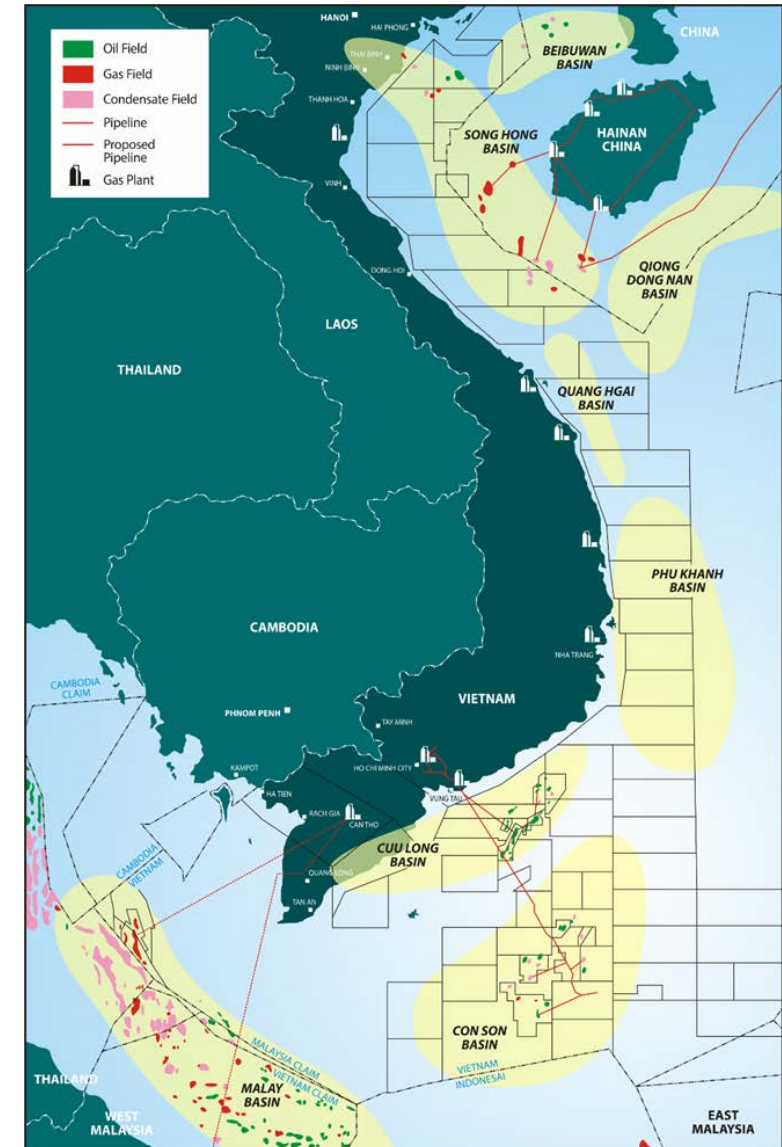 Oil Field
Gas Field
Condensate Field
Pipeline
Proposed
Pipeline
Gas Plant
HANOI
HAI PHONG
THAI BINH
NINH BINH
THANH HOA
VINH
DONG HOI
CHINA
BEIBUWAN
BASIN
SONG HONG
BASIN
HAINAN
CHINA
QIONG
DONG NAN
BASIN
LAOS
THAILAND
QUANG HGAI
BASIN
PHU KHANH
BASIN
CAMBODIA
NHA TRANG
VIETNAM
CAMBODIA
CLAIM
PHNOM PENH
TAY MINH
KAMPOT
HO CHI MINH CITY
HA TIEN
VUNG TAU
RACH GIA
CAN THO
CUU LONG
BASIN
CAMBODIA
VIETNAM
QUANG LONG
TAN AN
CON SON
BASIN
MALAYSIA CLAIM
VIETNAM CLAIM
VIETNAM
INDONESAI
THAILAND
MALAY
BASIN
WEST
MALAYSIA
EAST
MALAYSIA